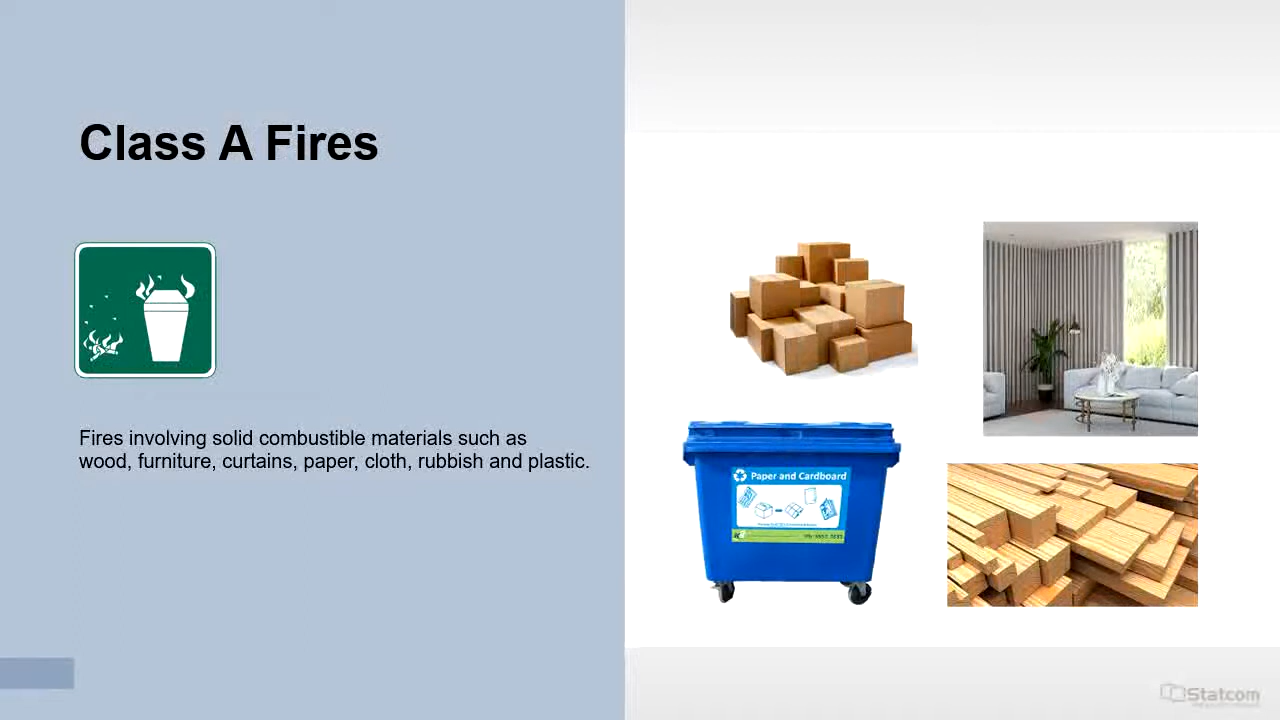 Class A Fires
Fires involving solid combustible materials such as
wood, furniture, curtains, paper, cloth, rubbish and plastic.
Paper and Cardboard
Statcom